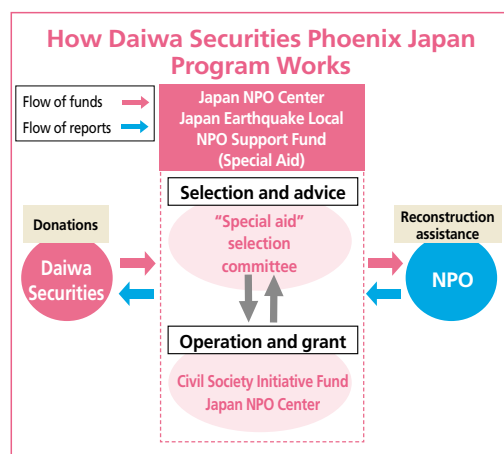 How Daiwa Securities Phoenix Japan
Program Works
Flow of funds
Flow of reports
Japan NPO Center
Japan Earthquake Local
NPO Support Fund
(Special Aid)
Selection and advice
“Special aid”
selection
committee
Donations
Daiwa
Securities
Reconstruction
assistance
NPO
Operation and grant
Civil Society Initiative Fund
Japan NPO Center